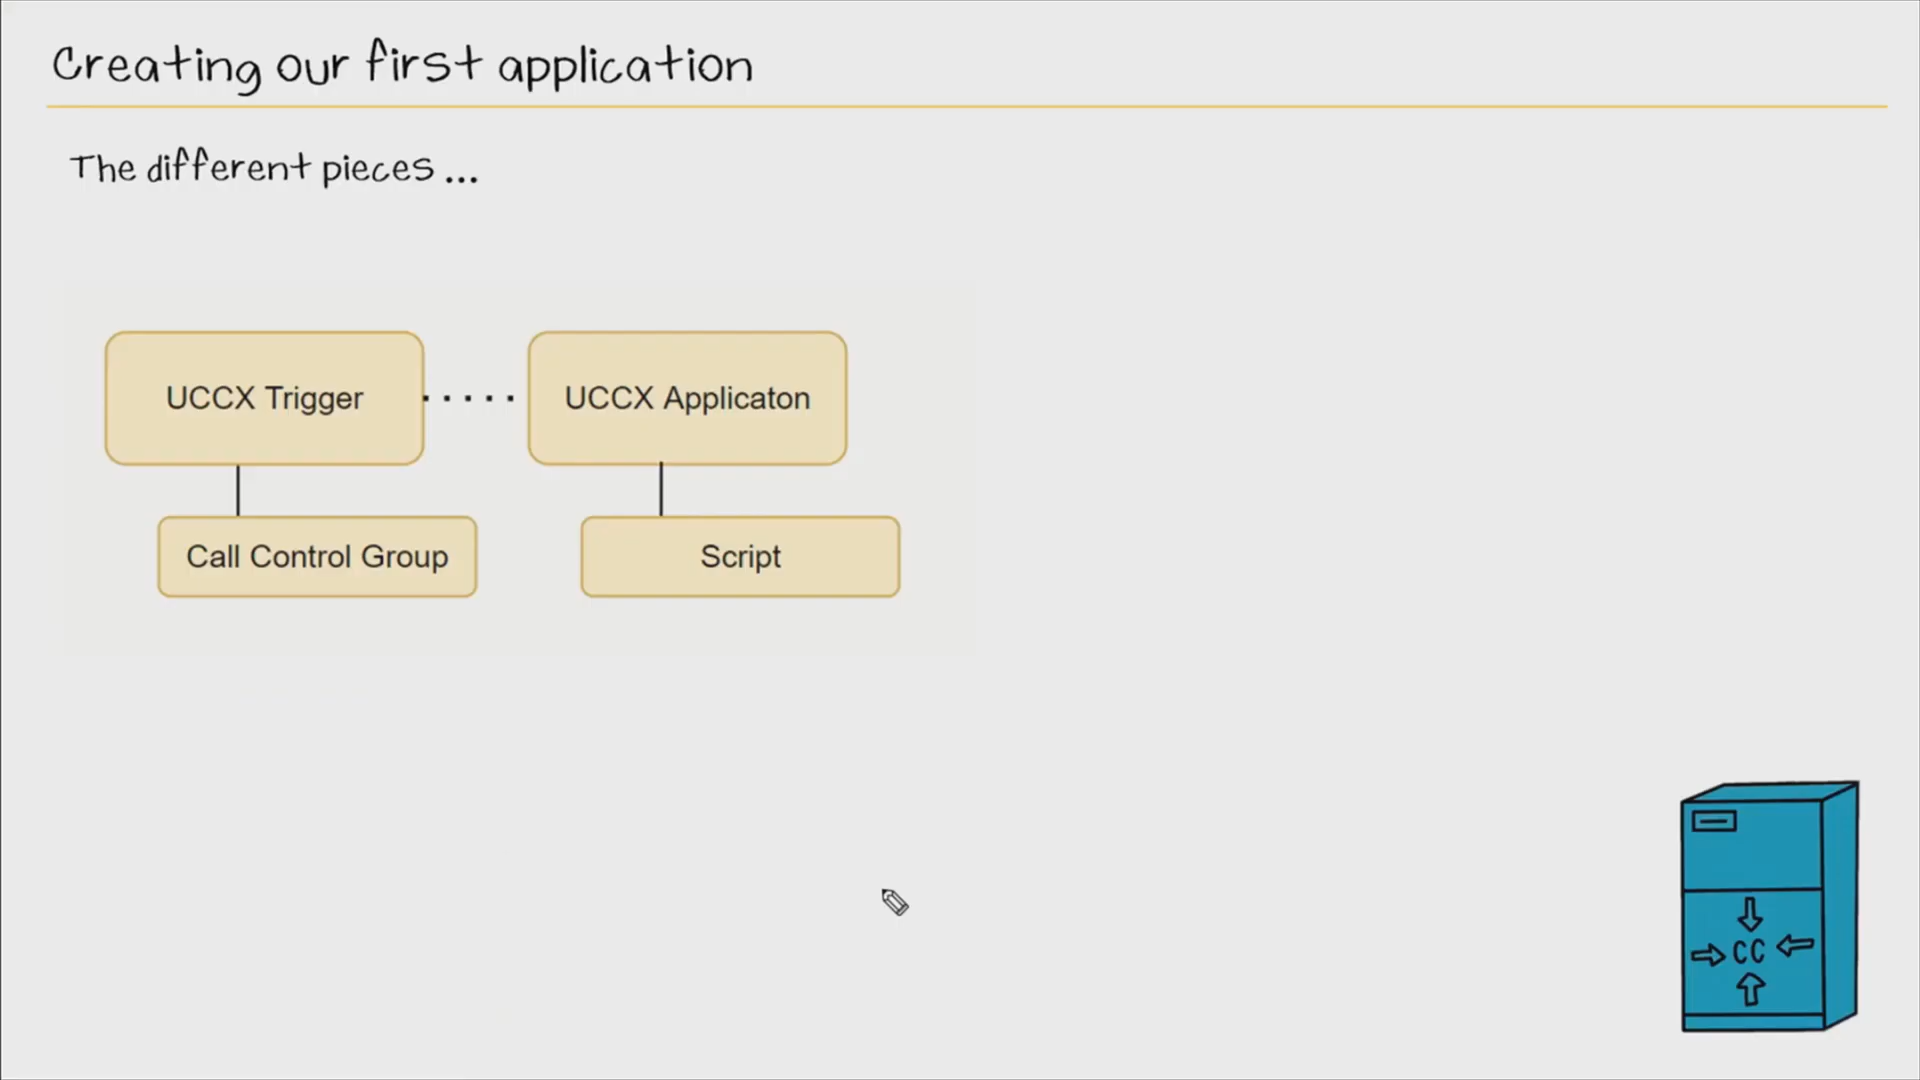 Creating our first application
The different pieces ...
UCCX Trigger
UCCX Applicaton
Call Control Group
Script
CC